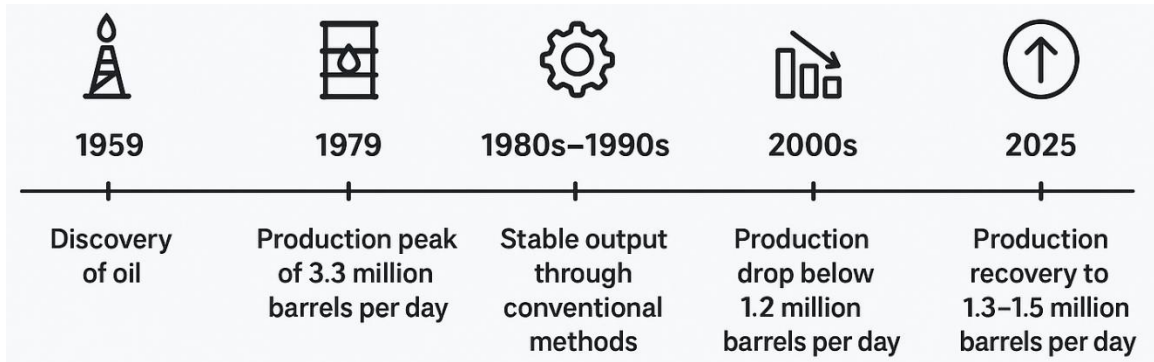 1959
Discovery
of oil
1979
Production peak
of 3.3 million
barrels per day
1980s–1990s
Stable output
through
conventional
methods
2000s
Production
drop below
1.2 million
barrels per day
2025
Production
recovery to
1.3–1.5 million
barrels per day